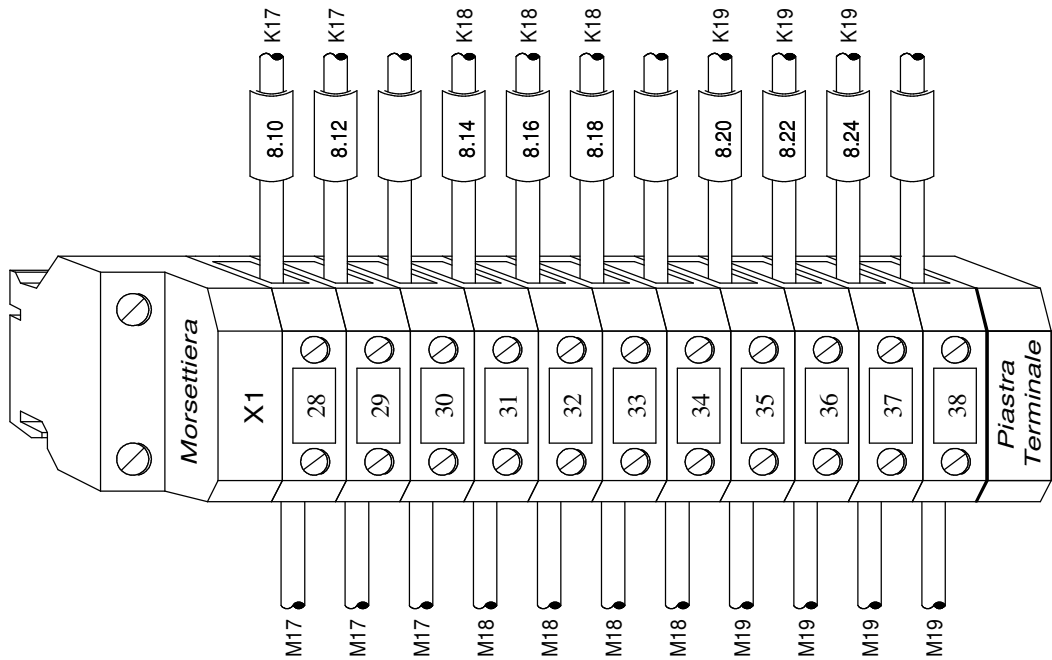 K17
K17
K18
K18
K18
K19
K19
K19
8.10
8.12
8.14
8.16
8.18
8.20
8.22
8.24
Morsettiera
X1
28
29
30
31
32
33
34
35
36
37
38
Piastra
Terminale
M17
M17
M17
M18
M18
M18
M18
M19
M19
M19
M19